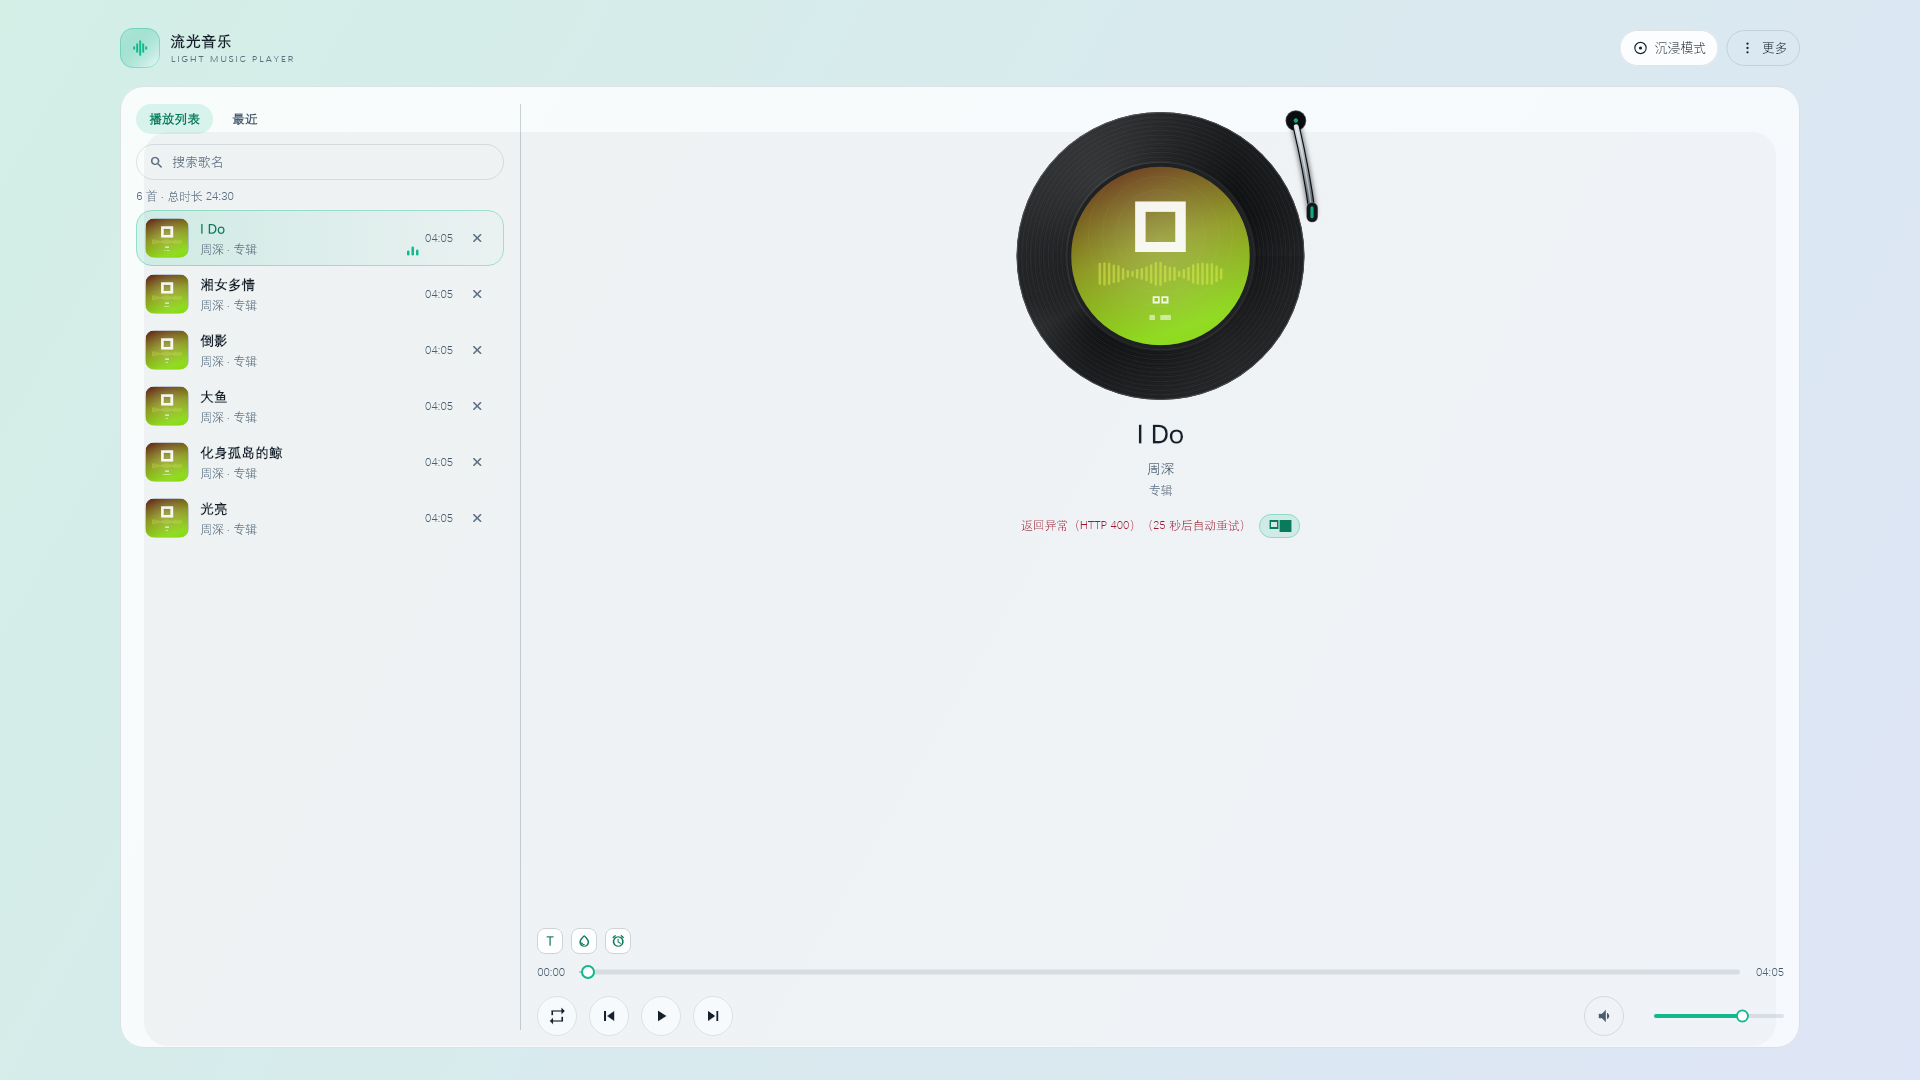 流光音乐
LIGHT MUSIC PLAYER
沉浸模式
更多
播放列表
最近
搜索歌名
6 首 · 总时长 24:30
I Do
周深 · 专辑
04:05
湘女多情
周深 · 专辑
04:05
倒影
周深 · 专辑
04:05
大鱼
周深 · 专辑
04:05
化身孤岛的鲸
周深 · 专辑
04:05
光亮
周深 · 专辑
04:05
I Do
周深
专辑
返回异常（HTTP 400）（25 秒后自动重试）
T
00:00
04:05